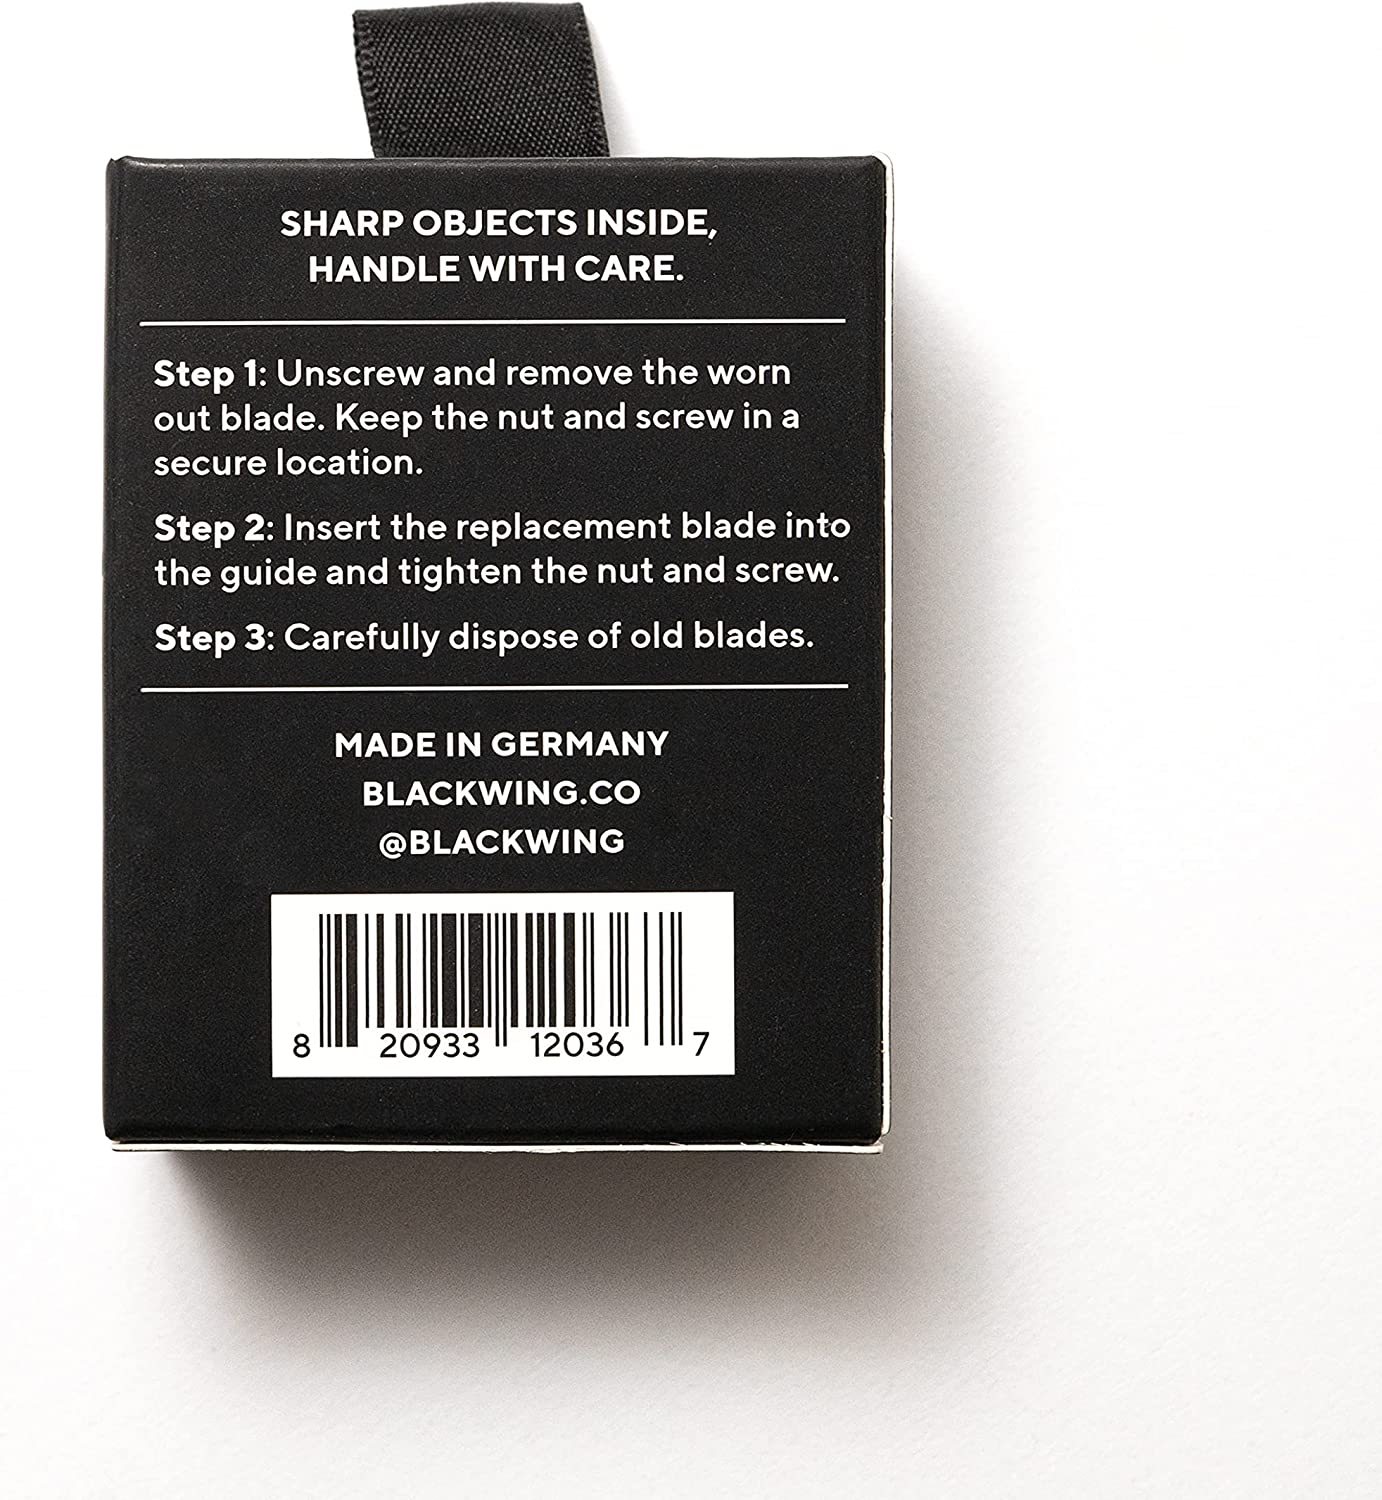 SHARP OBJECTS INSIDE,
HANDLE WITH CARE.
Step 1: Unscrew and remove the worn
out blade. Keep the nut and screw in a
secure location.
Step 2: Insert the replacement blade into
the guide and tighten the nut and screw.
Step 3: Carefully dispose of old blades.
MADE IN GERMANY
BLACKWING.CO
@BLACKWING
8 20933 12036 7